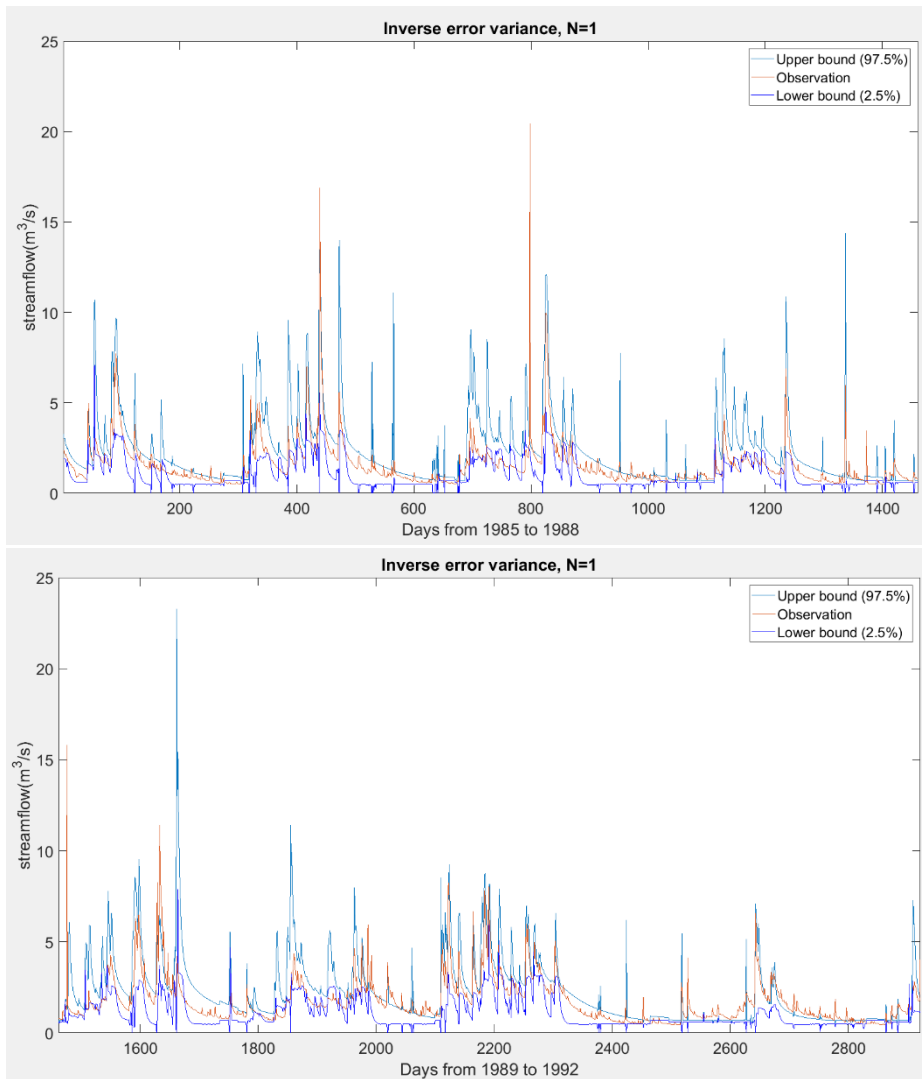 Inverse error variance, N=1
25
20
15
10
5
0
streamflow(m³/s)
Upper bound (97.5%)
Observation
Lower bound (2.5%)
200 400 600 800 1000 1200 1400
Days from 1985 to 1988
Inverse error variance, N=1
25
20
15
10
5
0
streamflow(m³/s)
Upper bound (97.5%)
Observation
Lower bound (2.5%)
1600 1800 2000 2200 2400 2600 2800
Days from 1989 to 1992